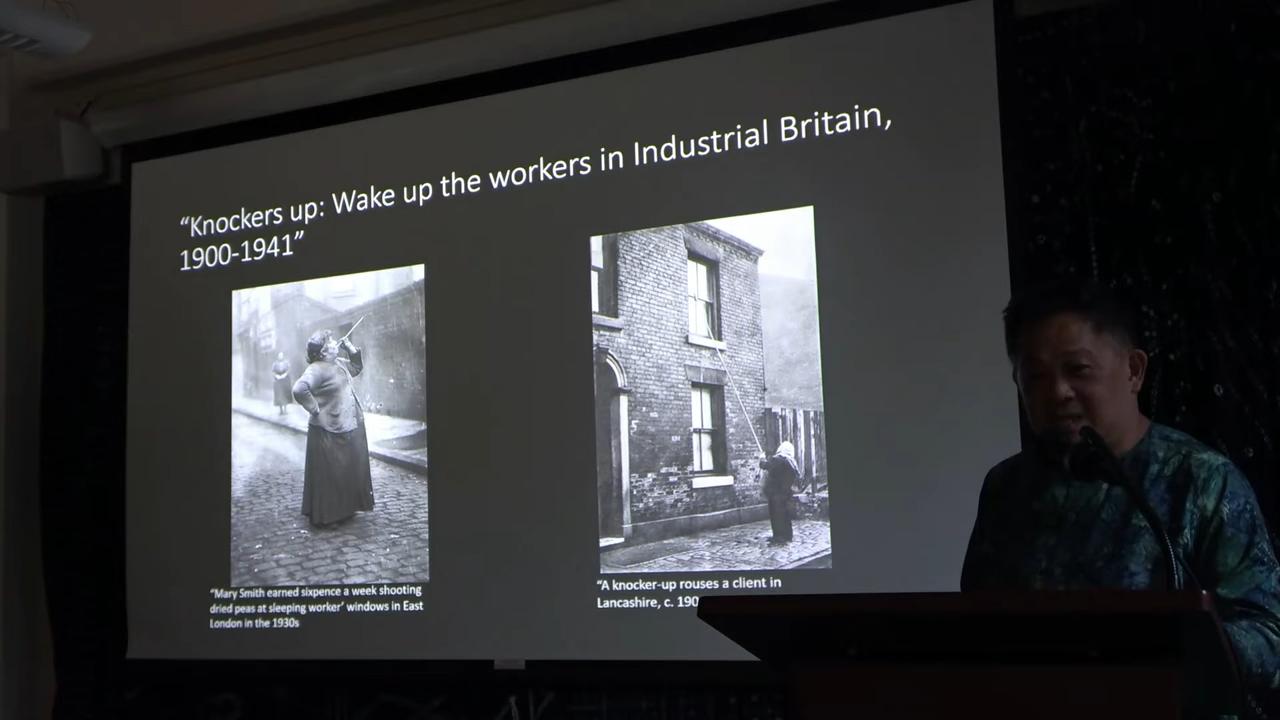 “Knockers up: Wake up the workers in Industrial Britain,
1900-1941”
“Mary Smith earned sixpence a week shooting
dried peas at sleeping worker’ windows in East
London in the 1930s
“A knocker-up rouses a client in
Lancashire, c.